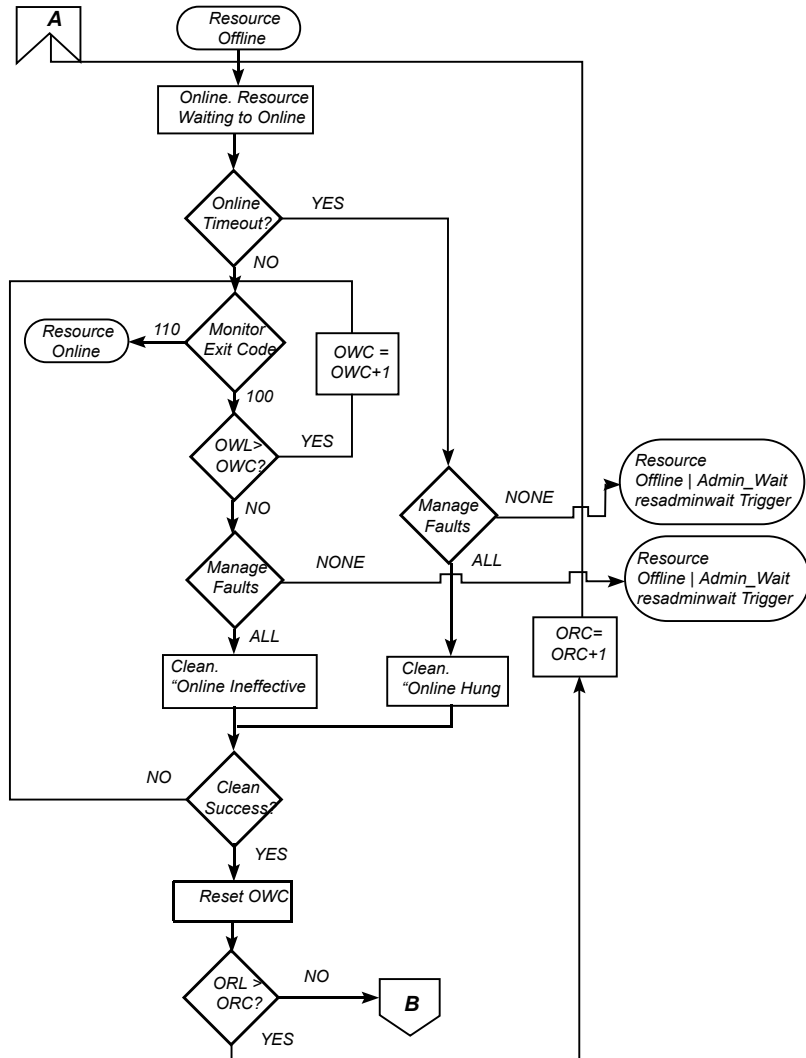 A
Resource
Offline
Online. Resource
Waiting to Online
Online
Timeout?
YES
NO
Resource
Online
110
Monitor
Exit Code
OWC =
OWC+1
100
OWL>
OWC?
YES
NO
Manage
Faults
NONE
Resource
Offline | Admin_Wait
resadminwait Trigger
ALL
Manage
Faults
NONE
Resource
Offline | Admin_Wait
resadminwait Trigger
ALL
ORC=
ORC+1
Clean.
“Online Ineffective
Clean.
“Online Hung
NO
Clean
Success?
YES
Reset OWC
ORL >
ORC?
NO
B
YES